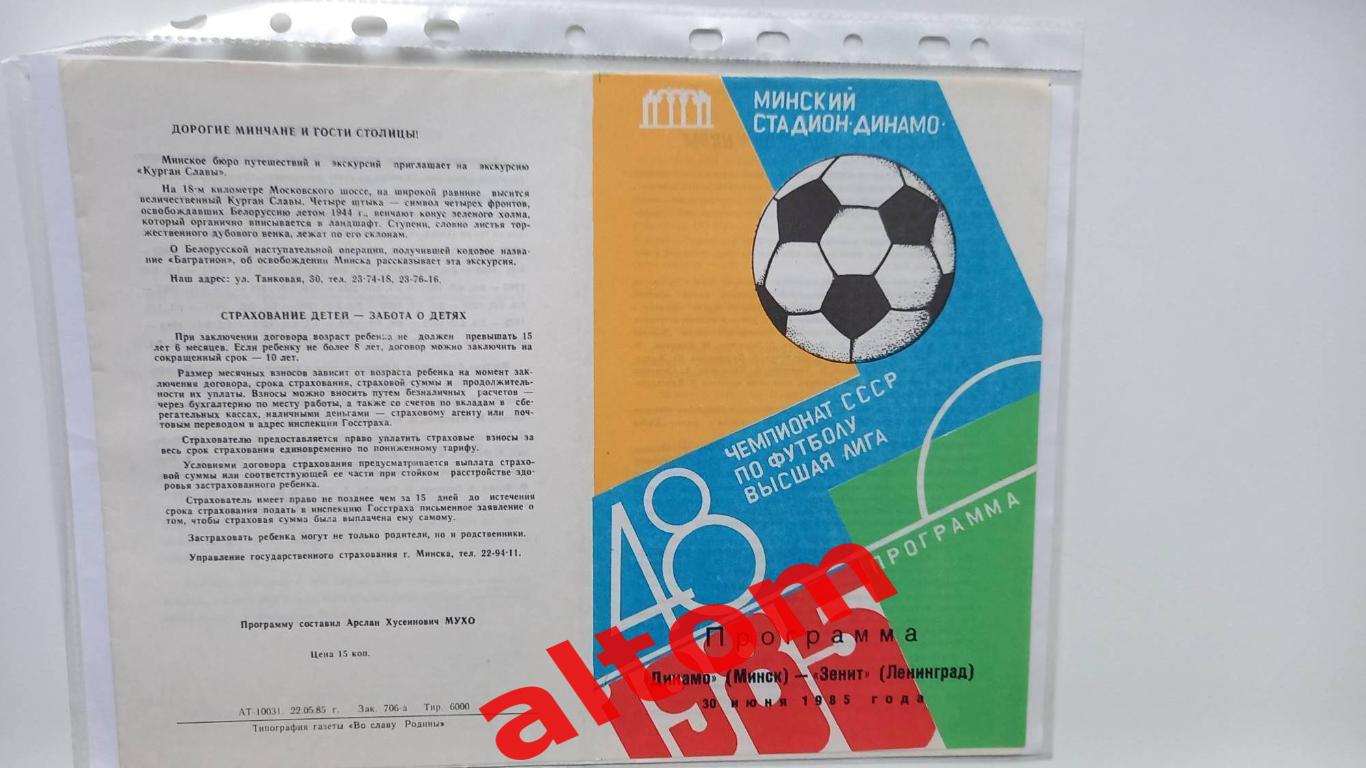 ДОРОГИЕ МИНЧАНЕ И ГОСТИ СТОЛИЦЫ!
Минское бюро путешествий и экскурсий приглашает на экскурсию
«Курган Славы».
На 18-м километре Московского шоссе, на широкой равнине высится
величественный Курган Славы. Четыре штыка — символ четырех фронтов,
освобождавших Белоруссию летом 1944 г., венчают конус зеленого холма,
который органично вписывается в ландшафт. Ступени, словно листья тор-
жественного дубового венка, лежат по его склонам.
О Белорусской наступательной операции, получившей кодовое назва-
ние «Багратион», об освобождении Минска рассказывает эта экскурсия.
Наш адрес: ул. Танковая, 30, тел. 23-74-18, 23-76-16.
СТРАХОВАНИЕ ДЕТЕЙ — ЗАБОТА О ДЕТЯХ
При заключении договора возраст ребенка не должен превышать 15
лет 6 месяцев. Если ребенку не более 8 лет, договор можно заключить на
сокращенный срок — 10 лет.
Размер месячных взносов зависит от возраста ребенка на момент зак-
лючения договора, срока страхования, страховой суммы и продолжитель-
ности их уплаты. Взносы можно вносить путем безналичных расчетов —
через бухгалтерию по месту работы, а также со счетов по вкладам в сбе-
регательных кассах, наличными деньгами — страховому агенту или поч-
товым переводом в адрес инспекции Госстраха.
Страхователю предоставляется право уплатить страховые взносы за
весь срок страхования единовременно по пониженному тарифу.
Условиями договора страхования предусматривается выплата страхо-
вой суммы или соответствующей ее части при стойком расстройстве здо-
ровья застрахованного ребенка.
Страхователь имеет право не позднее чем за 15 дней до истечения
срока страхования подать в инспекцию Госстраха письменное заявление о
том, чтобы страховая сумма была выплачена ему самому.
Застраховать ребенка могут не только родители, но и родственники.
Управление государственного страхования г. Минска, тел. 22-94-11.
Программу составил Арслан Хусеинович МУХО
Цена 15 коп.
АТ-10031. 22.05.85 г. Зак. 706-а Тир. 6000
Типография газеты «Во славу Родины»
МИНСКИЙ
СТАДИОН·ДИНАМО·
48
ЧЕМПИОНАТ СССР
ПО ФУТБОЛУ
ВЫСШАЯ ЛИГА
ПРОГРАММА
1985
Программа
Динамо» (Минск) — «Зенит» (Ленинград)
30 июня 1985 года
altom